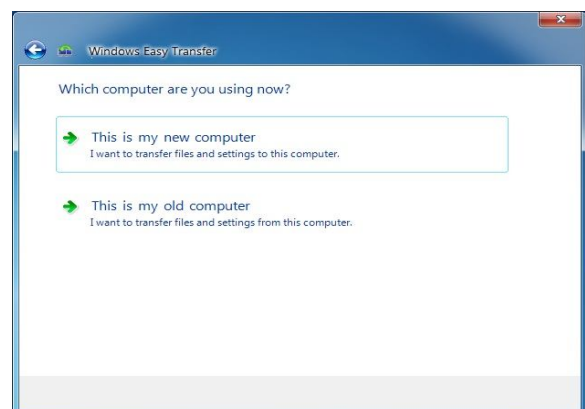 Windows Easy Transfer
Which computer are you using now?
This is my new computer
I want to transfer files and settings to this computer.
This is my old computer
I want to transfer files and settings from this computer.